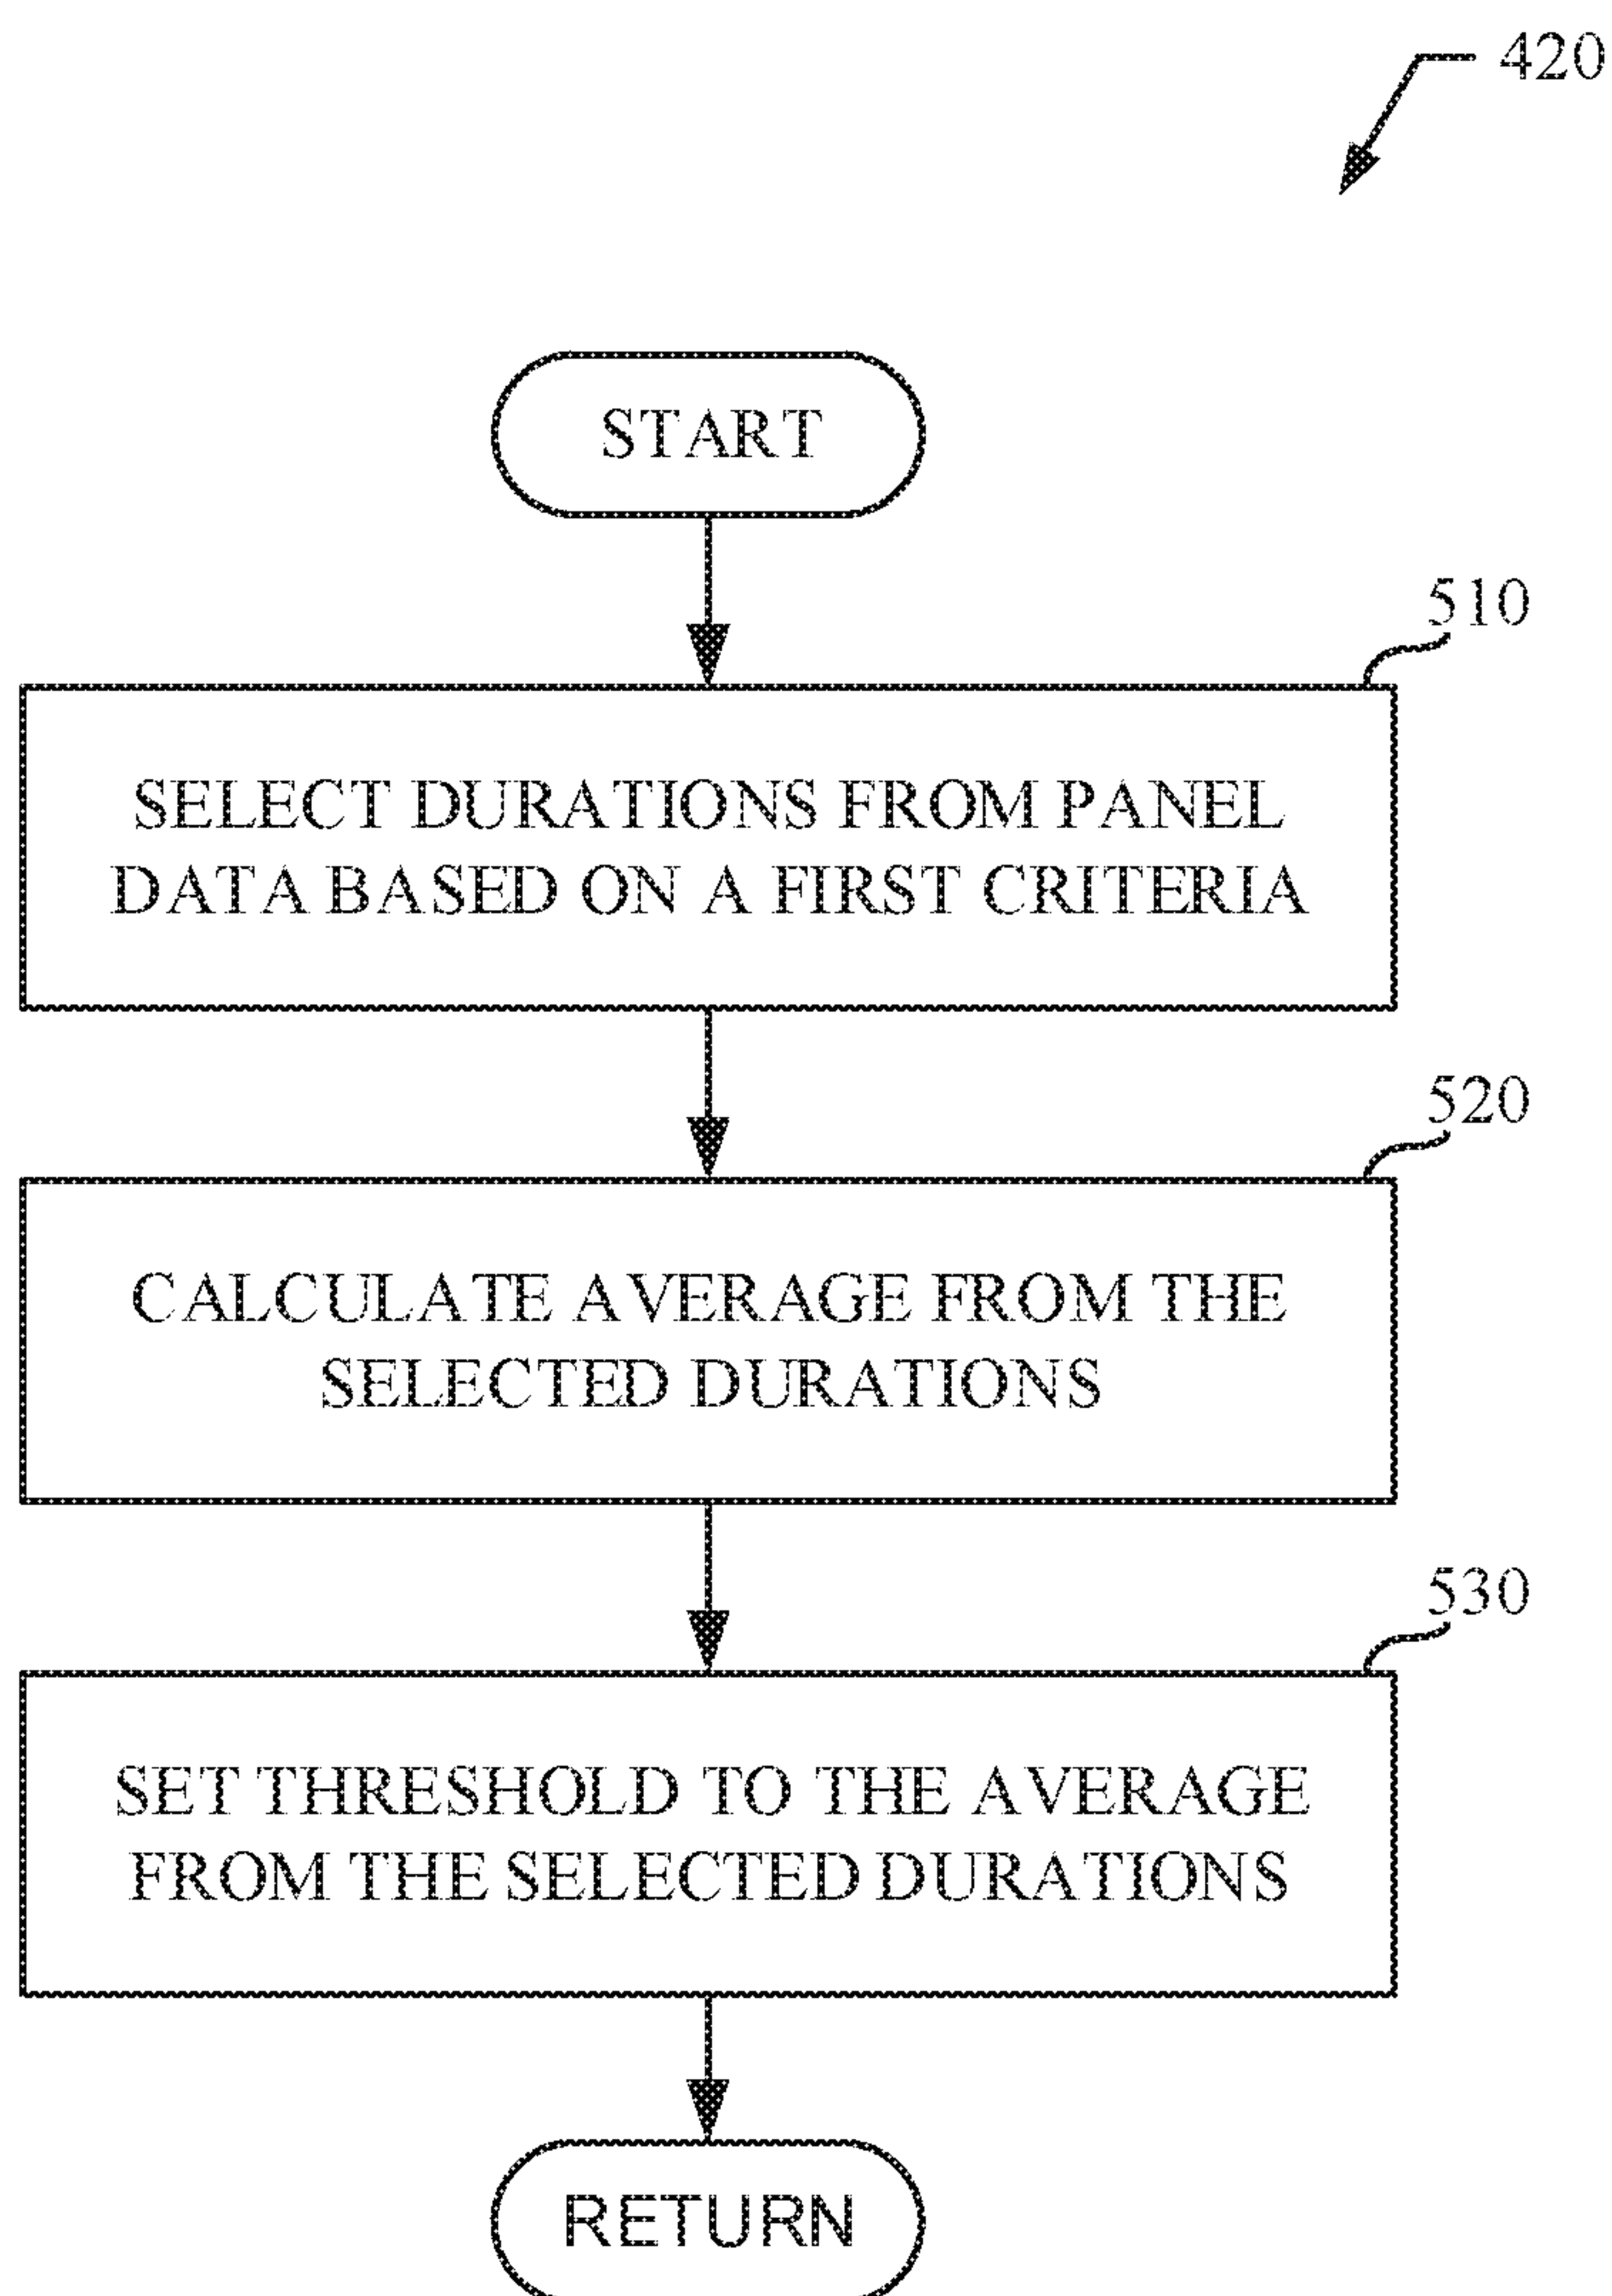 420
START
510
SELECT DURATIONS FROM PANEL
DATA BASED ON A FIRST CRITERIA
520
CALCULATE AVERAGE FROM THE
SELECTED DURATIONS
530
SET THRESHOLD TO THE AVERAGE
FROM THE SELECTED DURATIONS
RETURN